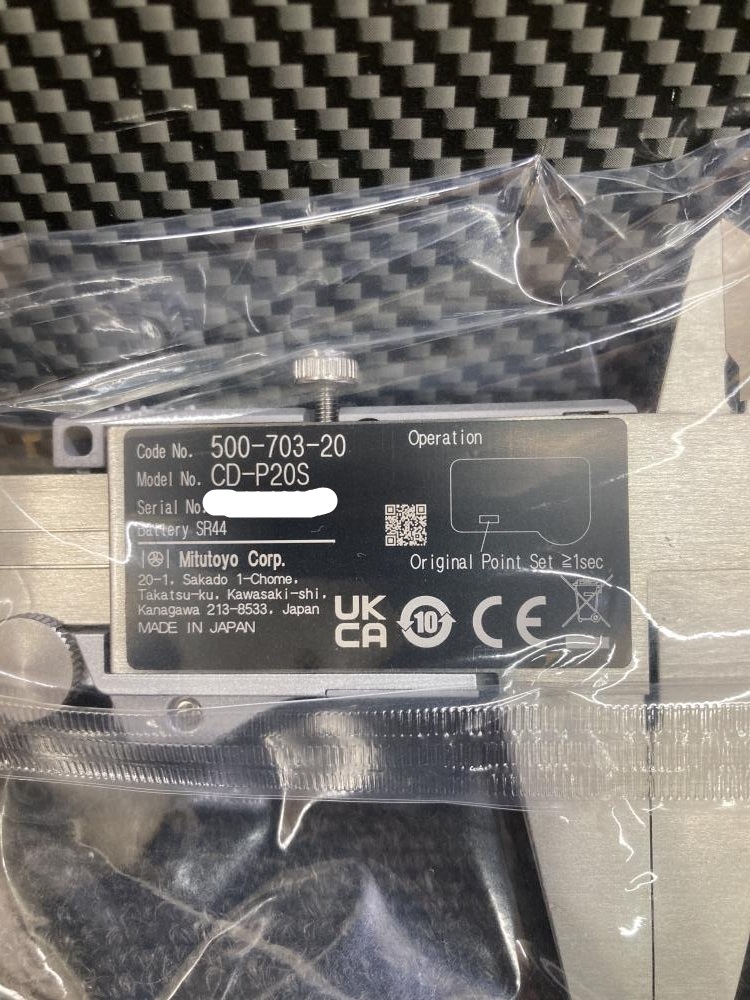 Code No. 500-703-20
Model No. CD-P20S
Serial No.
Battery SR44
Mitutoyo Corp.
20-1, Sakado 1-Chome,
Takatsu-ku, Kawasaki-shi,
Kanagawa 213-8533, Japan
MADE IN JAPAN
Operation
Original Point Set ≧1sec
UK
CA
10
CE